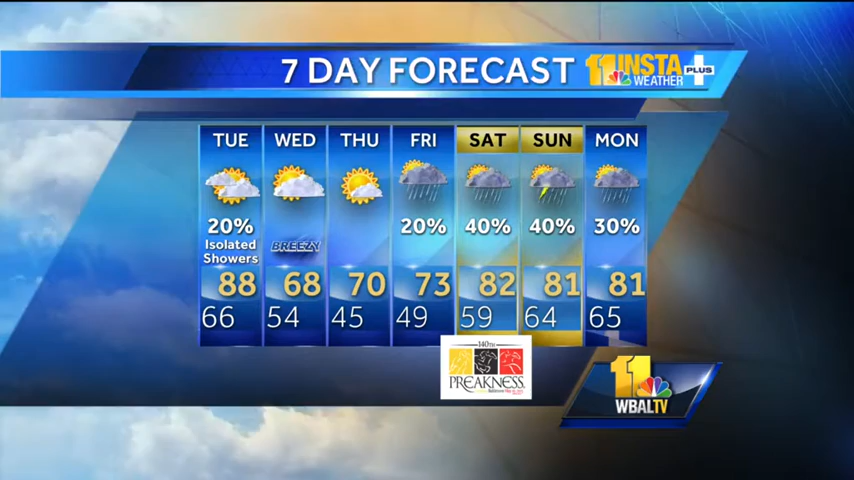 7 DAY FORECAST
11 INSTA
WEATHER
PLUS
TUE WED THU FRI SAT SUN MON
20% 20% 40% 40% 30%
Isolated
Showers
BREEZY
88 68 70 73 82 81 81
66 54 45 49 59 64 65
140TH
PREAKNESS
11
WBALTV